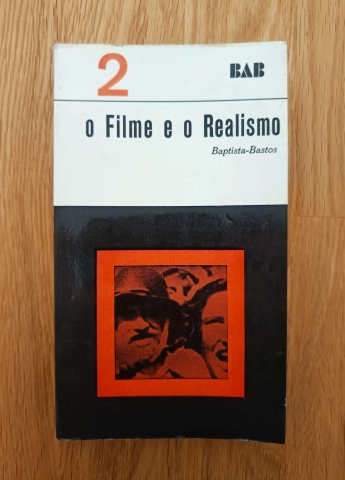 2
BAB
o Filme e o Realismo
Baptista-Bastos